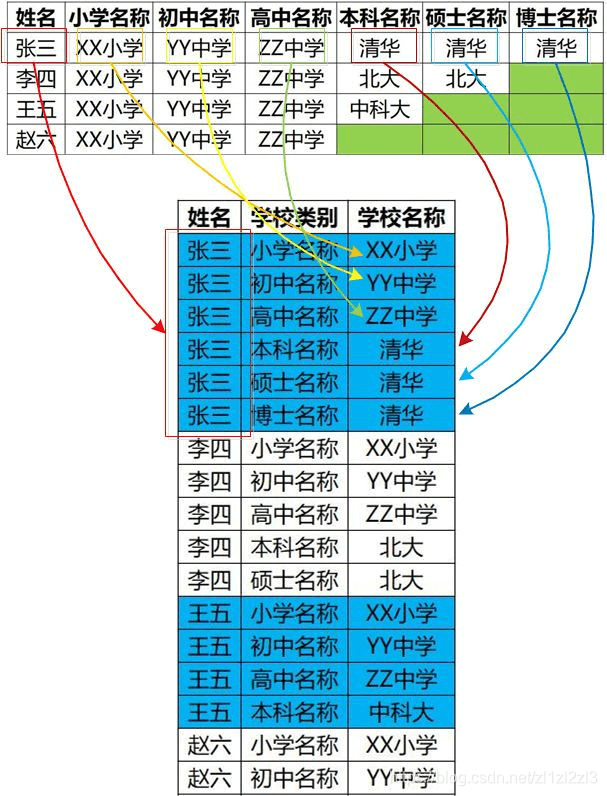 姓名 小学名称 初中名称 高中名称 本科名称 硕士名称 博士名称
张三 XX小学 YY中学 ZZ中学 清华 清华 清华
李四 XX小学 YY中学 ZZ中学 北大 北大
王五 XX小学 YY中学 ZZ中学 中科大
赵六 XX小学 YY中学 ZZ中学
姓名 学校类别 学校名称
张三 小学名称 XX小学
张三 初中名称 YY中学
张三 高中名称 ZZ中学
张三 本科名称 清华
张三 硕士名称 清华
张三 博士名称 清华
李四 小学名称 XX小学
李四 初中名称 YY中学
李四 高中名称 ZZ中学
李四 本科名称 北大
李四 硕士名称 北大
王五 小学名称 XX小学
王五 初中名称 YY中学
王五 高中名称 ZZ中学
王五 本科名称 中科大
赵六 小学名称 XX小学
赵六 初中名称 YY中学
blog.csdn.net/zl1zl2zl3